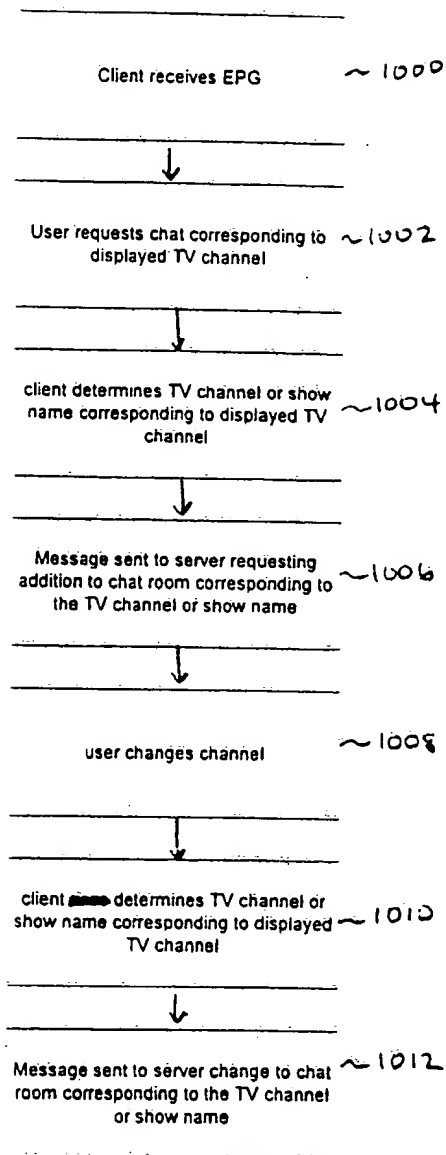 Client receives EPG ~ 1000
User requests chat corresponding to ~1002
displayed TV channel
client determines TV channel or show
name corresponding to displayed TV ~1004
channel
Message sent to server requesting
addition to chat room corresponding to ~1006
the TV channel or show name
user changes channel ~ 1008
client determines TV channel or
show name corresponding to displayed ~ 1010
TV channel
Message sent to server change to chat ~ 1012
room corresponding to the TV channel
or show name